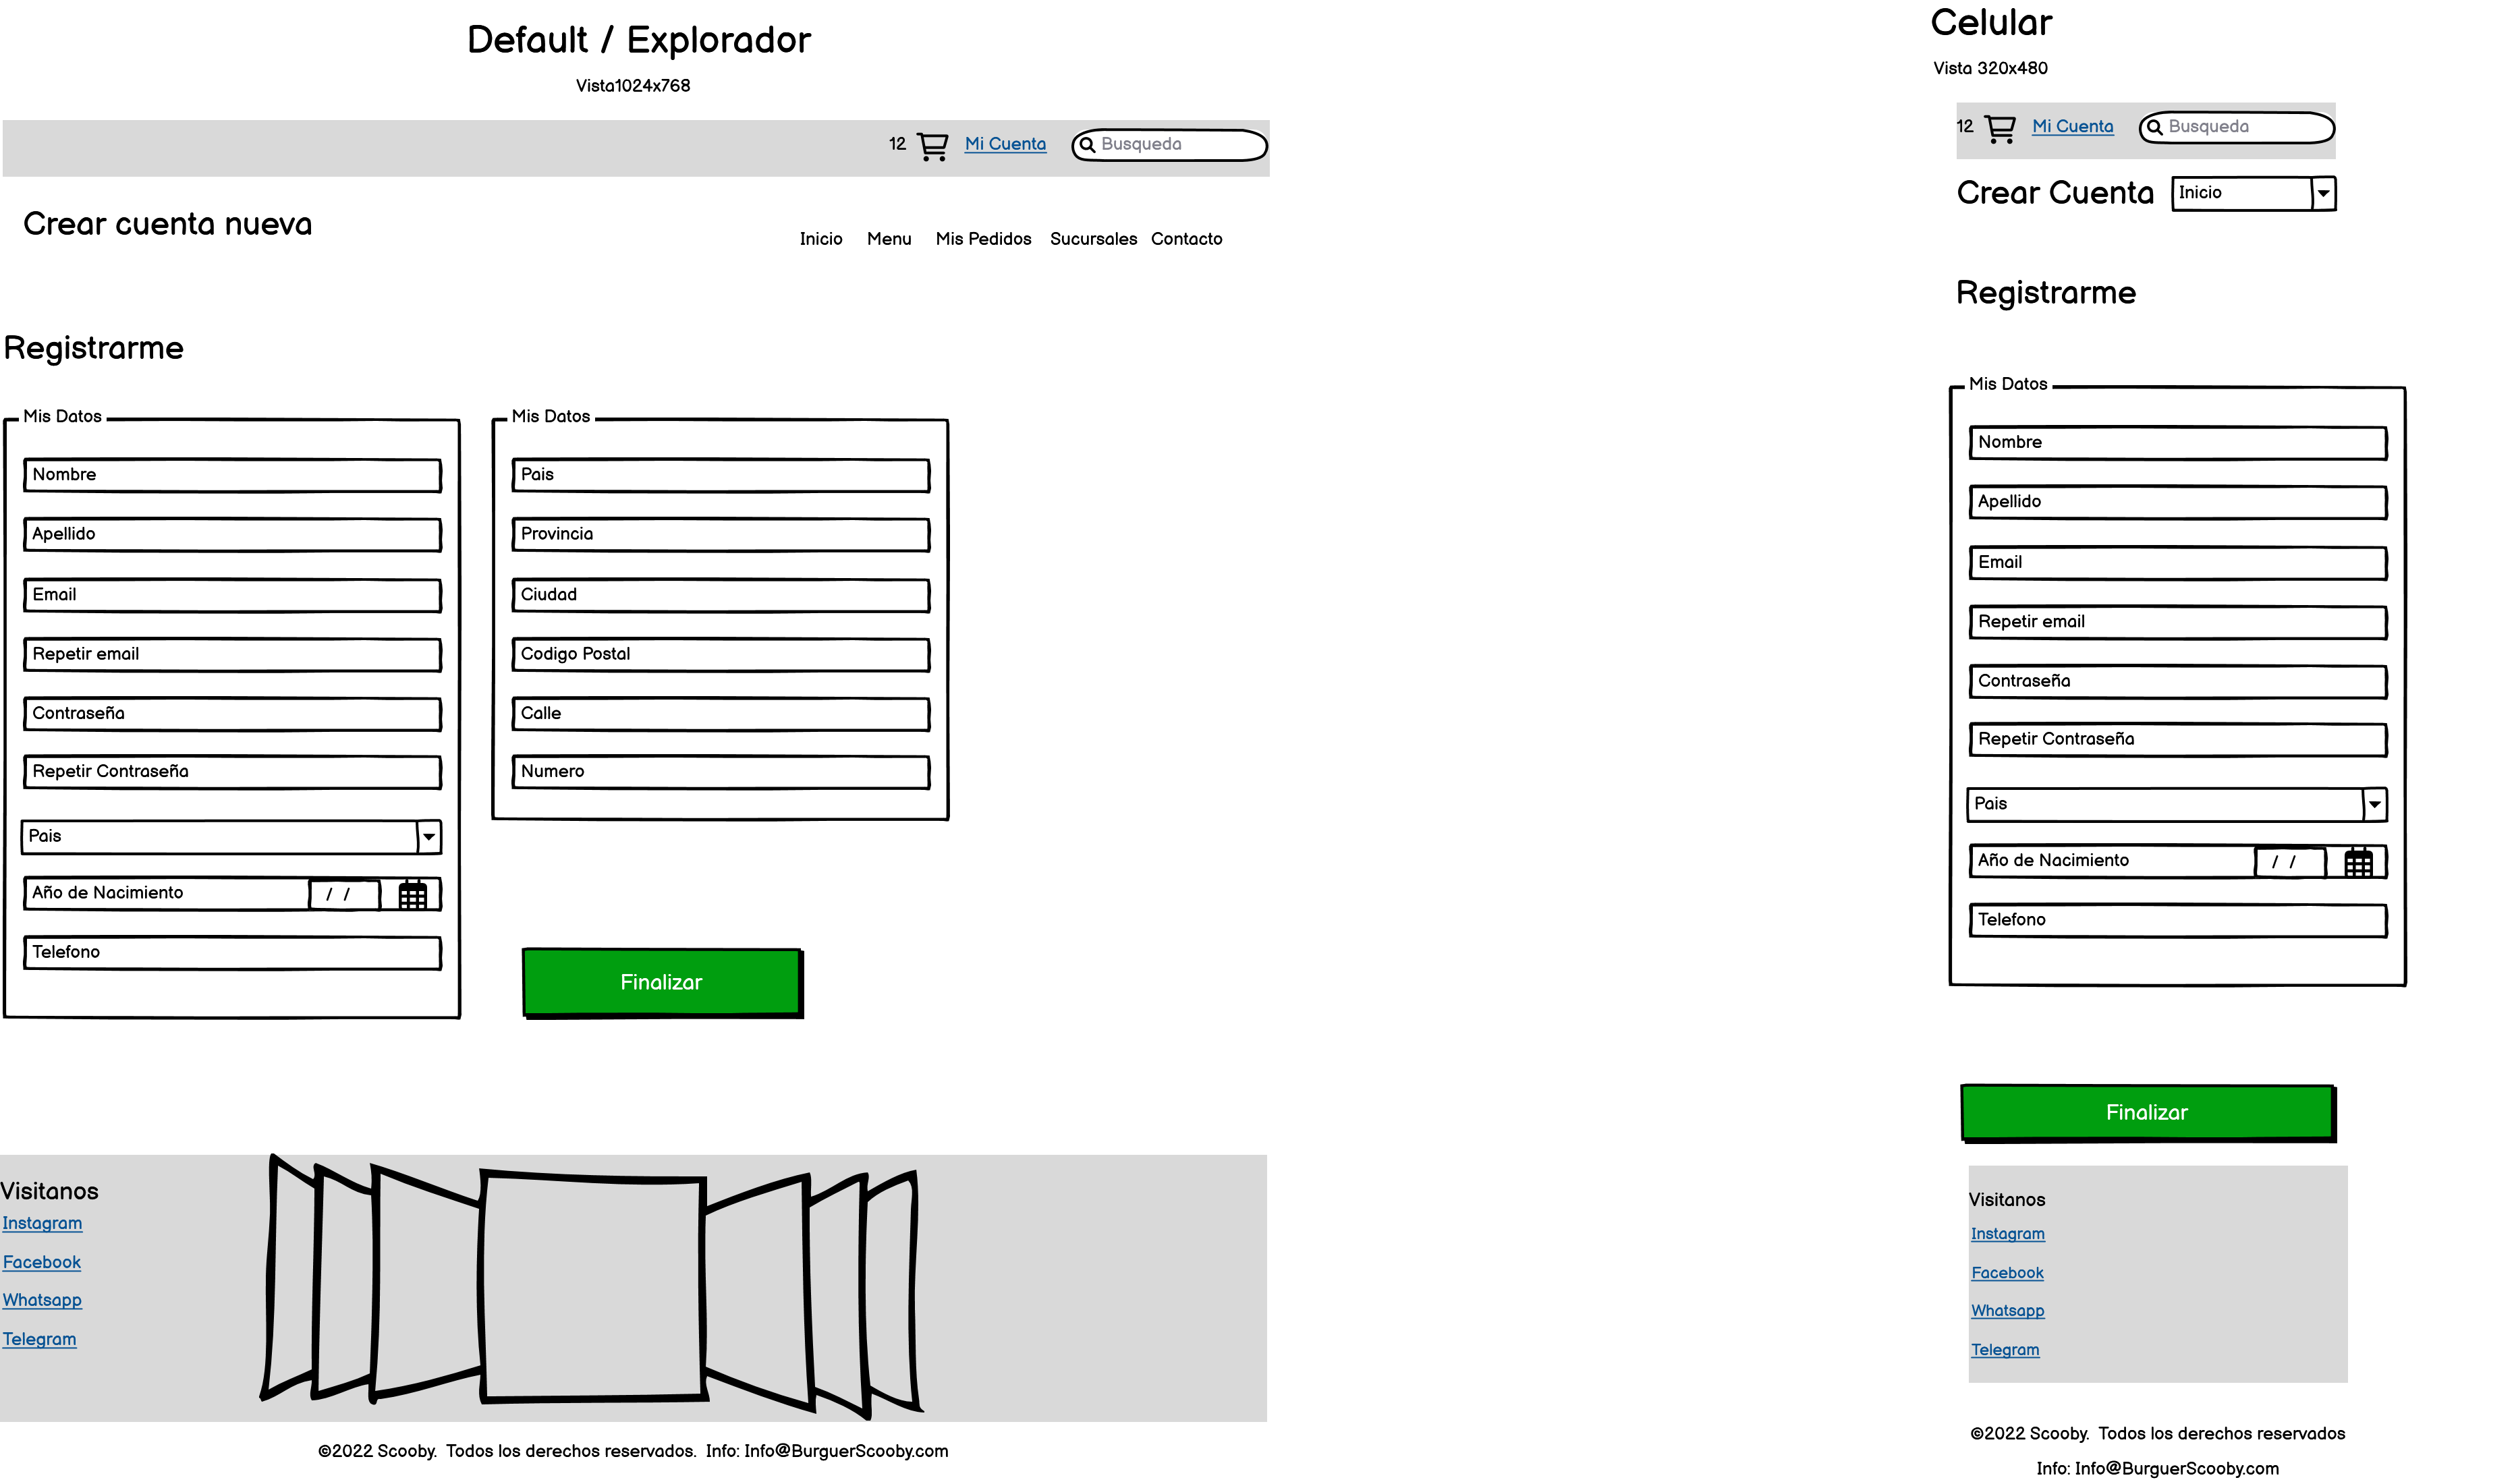 Default / Explorador
Vista1024x768
12 Mi Cuenta Busqueda
Crear cuenta nueva
Inicio Menu Mis Pedidos Sucursales Contacto
Registrarme
Mis Datos
Nombre
Apellido
Email
Repetir email
Contraseña
Repetir Contraseña
Pais
Año de Nacimiento / /
Telefono
Mis Datos
Pais
Provincia
Ciudad
Codigo Postal
Calle
Numero
Finalizar
Visitanos
Instagram
Facebook
Whatsapp
Telegram
©2022 Scooby. Todos los derechos reservados. Info: Info@BurguerScooby.com
Celular
Vista 320x480
12 Mi Cuenta Busqueda
Crear Cuenta Inicio
Registrarme
Mis Datos
Nombre
Apellido
Email
Repetir email
Contraseña
Repetir Contraseña
Pais
Año de Nacimiento / /
Telefono
Finalizar
Visitanos
Instagram
Facebook
Whatsapp
Telegram
©2022 Scooby. Todos los derechos reservados
Info: Info@BurguerScooby.com